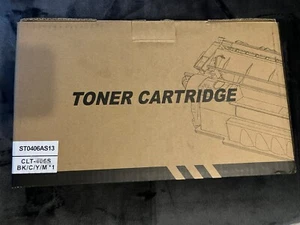 TONER CARTRIDGE
ST0406AS13
CLT-406S
BK/C/Y/M*1